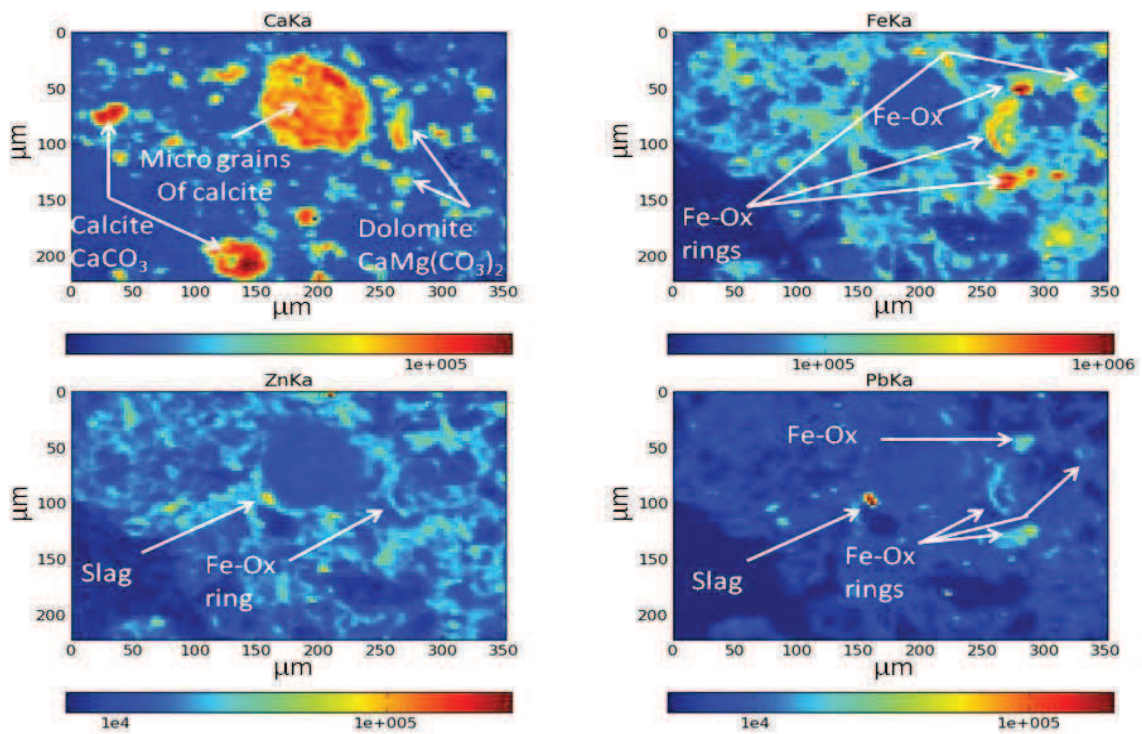 CaKa
0
50
100
150
200
μm
Micro grains
Of calcite
Calcite
CaCO₃
Dolomite
CaMg(CO₃)₂
0 50 100 150 200 250 300 350
μm
1e+005
FeKa
0
50
100
150
200
μm
Fe-Ox
Fe-Ox
rings
0 50 100 150 200 250 300 350
μm
1e+005 1e+006
ZnKa
0
50
100
150
200
μm
Slag
Fe-Ox
ring
0 50 100 150 200 250 300 350
μm
1e4 1e+005
PbKa
0
50
100
150
200
μm
Fe-Ox
Slag
Fe-Ox
rings
0 50 100 150 200 250 300 350
μm
1e4 1e+005